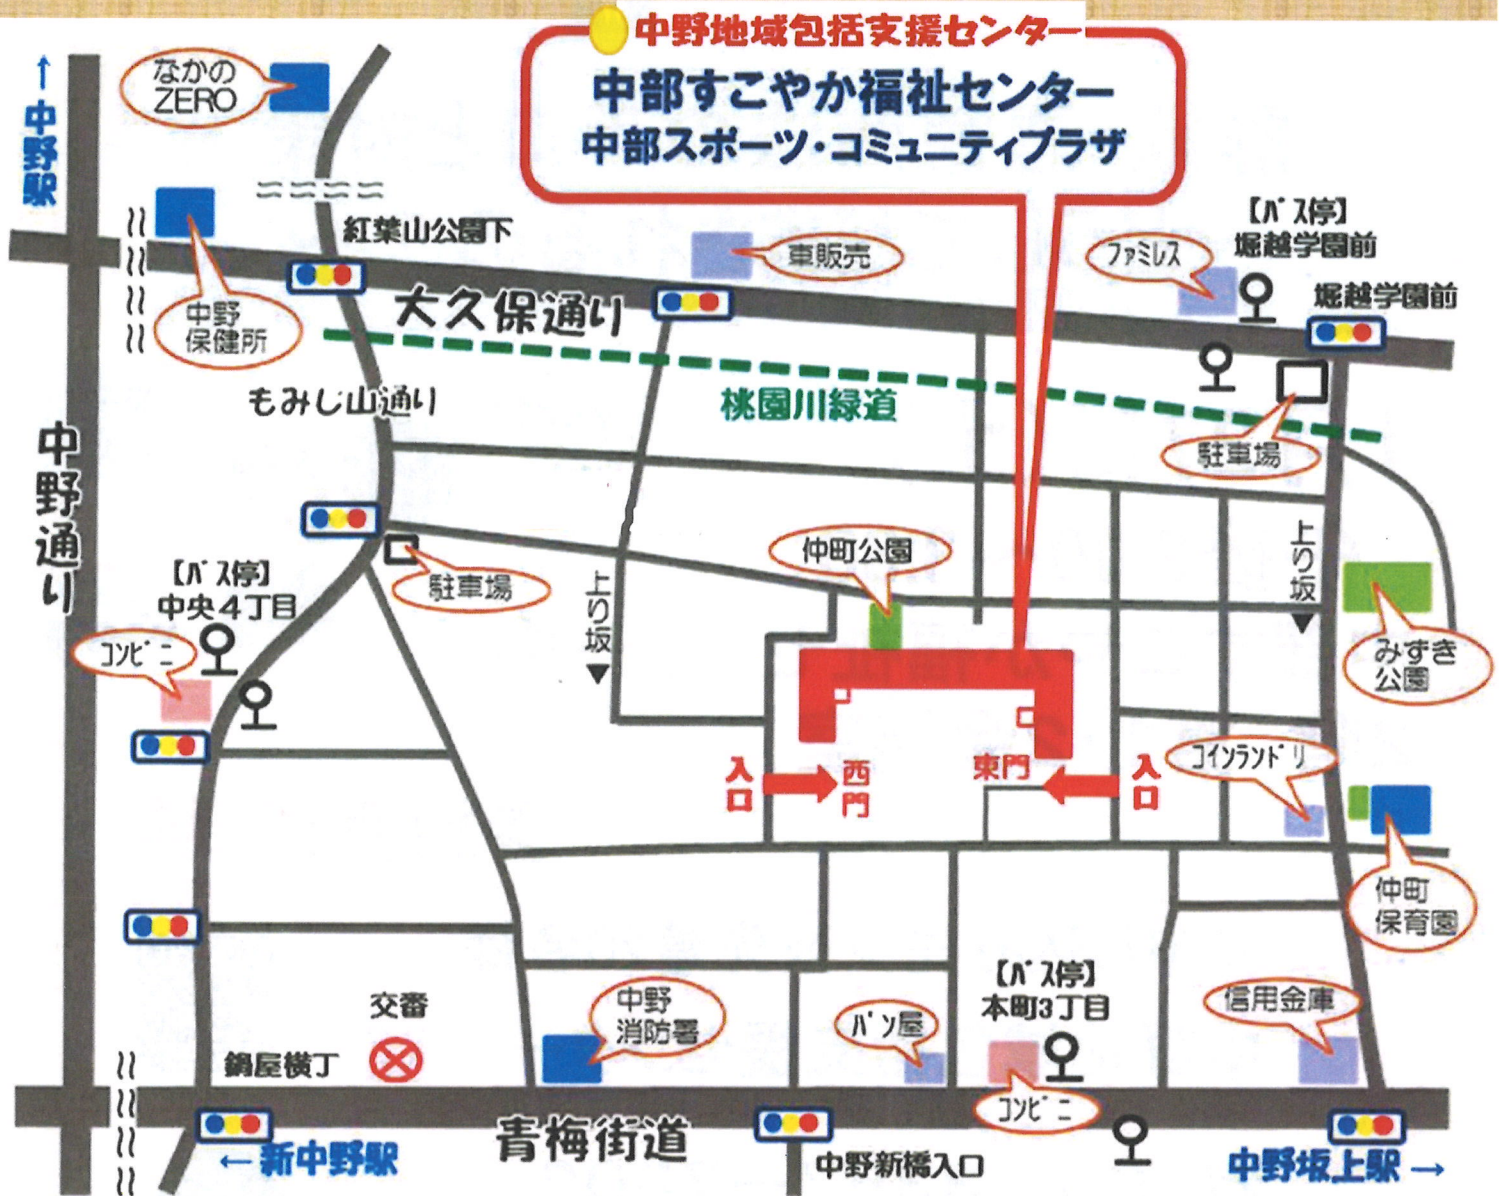 中野地域包括支援センター
中部すこやか福祉センター
中部スポーツ・コミュニティプラザ
↑中野駅
なかの
ZERO
紅葉山公園下
中野
保健所
大久保通り
車販売
ファミレス
【バス停】
堀越学園前
堀越学園前
もみじ山通り
桃園川緑道
駐車場
中野通り
駐車場
仲町公園
上り坂▼
上り坂▼
【バス停】
中央4丁目
コンビニ
みずき
公園
入口
西門
東門
入口
コインランドリ
仲町
保育園
交番
鍋屋横丁
中野
消防署
パン屋
【バス停】
本町3丁目
コンビニ
信用金庫
青梅街道
←新中野駅
中野新橋入口
中野坂上駅→